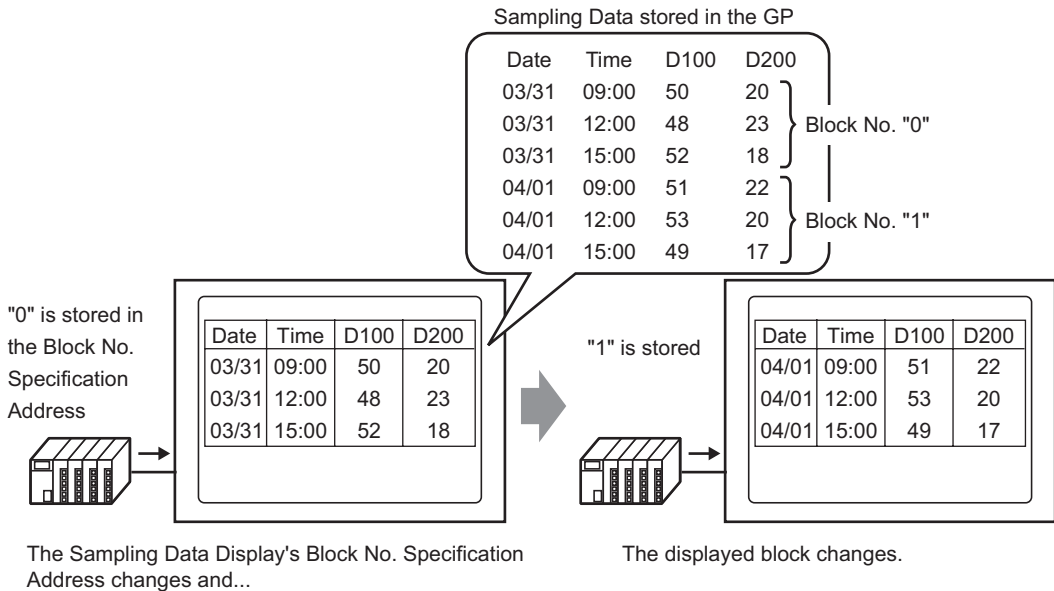 Sampling Data stored in the GP
Date Time D100 D200
03/31 09:00 50 20
03/31 12:00 48 23
03/31 15:00 52 18
Block No. "0"
04/01 09:00 51 22
04/01 12:00 53 20
04/01 15:00 49 17
Block No. "1"
"0" is stored in
the Block No.
Specification
Address
Date Time D100 D200
03/31 09:00 50 20
03/31 12:00 48 23
03/31 15:00 52 18
"1" is stored
Date Time D100 D200
04/01 09:00 51 22
04/01 12:00 53 20
04/01 15:00 49 17
The Sampling Data Display's Block No. Specification
Address changes and...
The displayed block changes.